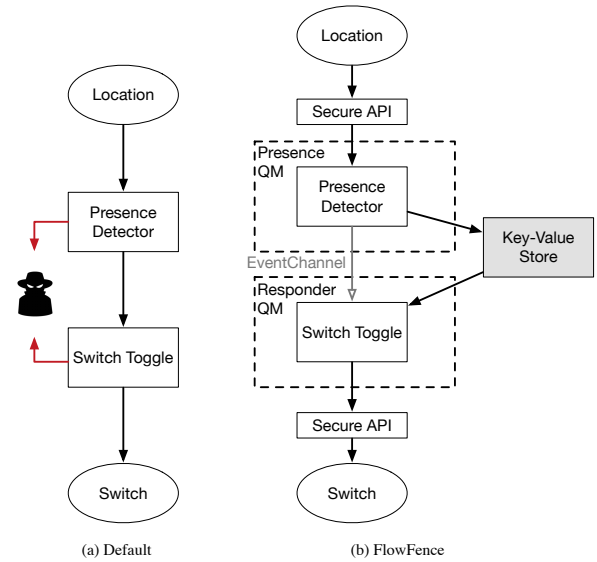 Location
Presence
Detector
Switch Toggle
Switch
(a) Default
Location
Secure API
Presence
QM
Presence
Detector
Key-Value
Store
EventChannel
Responder
QM
Switch Toggle
Secure API
Switch
(b) FlowFence